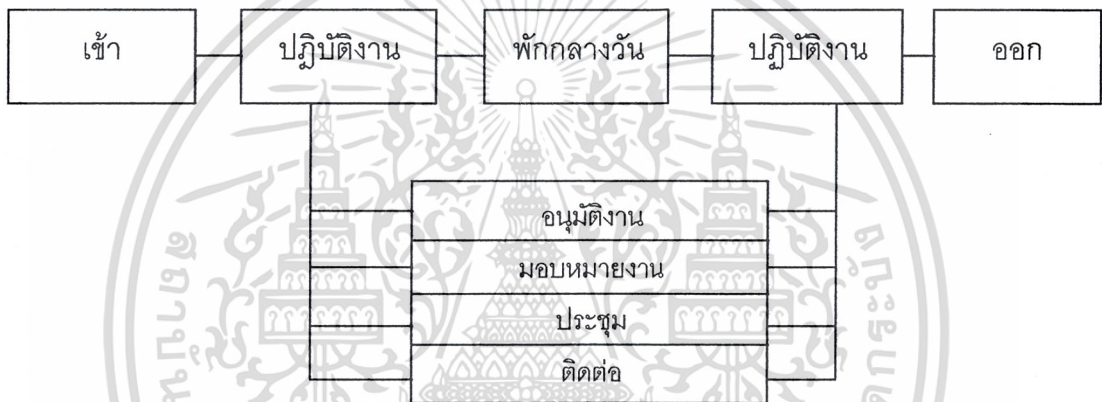 เข้า ปฎิบัติงาน พักกลางวัน ปฏิบัติงาน ออก
อนุมัติงาน
มอบหมายงาน
ประชุม
ติดต่อ